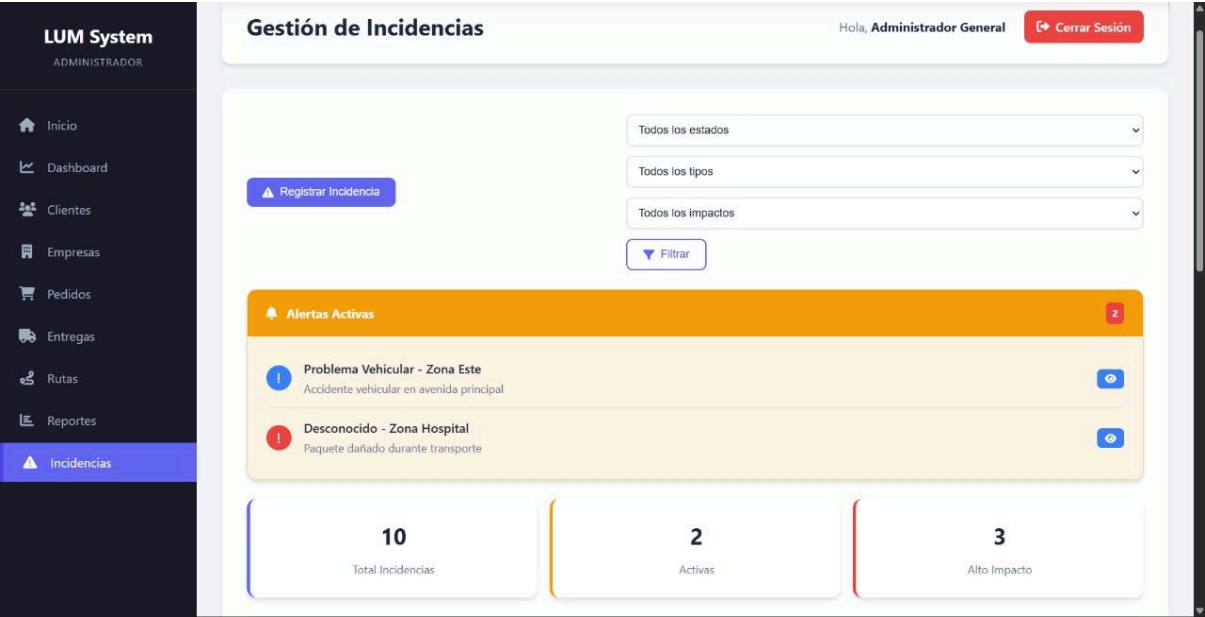 LUM System
ADMINISTRADOR
Inicio
Dashboard
Clientes
Empresas
Pedidos
Entregas
Rutas
Reportes
Incidencias
Gestión de Incidencias
Hola, Administrador General
Cerrar Sesión
Registrar Incidencia
Todos los estados
Todos los tipos
Todos los impactos
Filtrar
Alertas Activas
2
Problema Vehicular - Zona Este
Accidente vehicular en avenida principal
Desconocido - Zona Hospital
Paquete dañado durante transporte
10
Total Incidencias
2
Activas
3
Alto Impacto